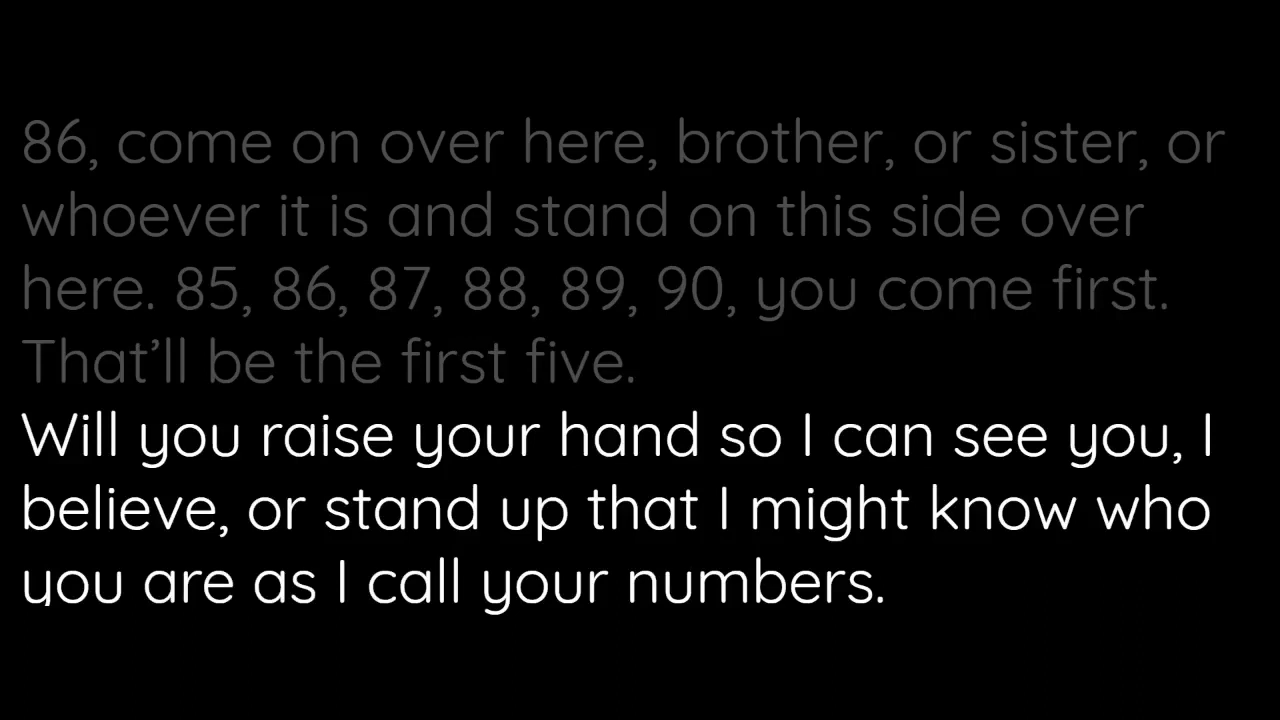 86, come on over here, brother, or sister, or
whoever it is and stand on this side over
here. 85, 86, 87, 88, 89, 90, you come first.
That’ll be the first five.
Will you raise your hand so I can see you, I
believe, or stand up that I might know who
you are as I call your numbers.